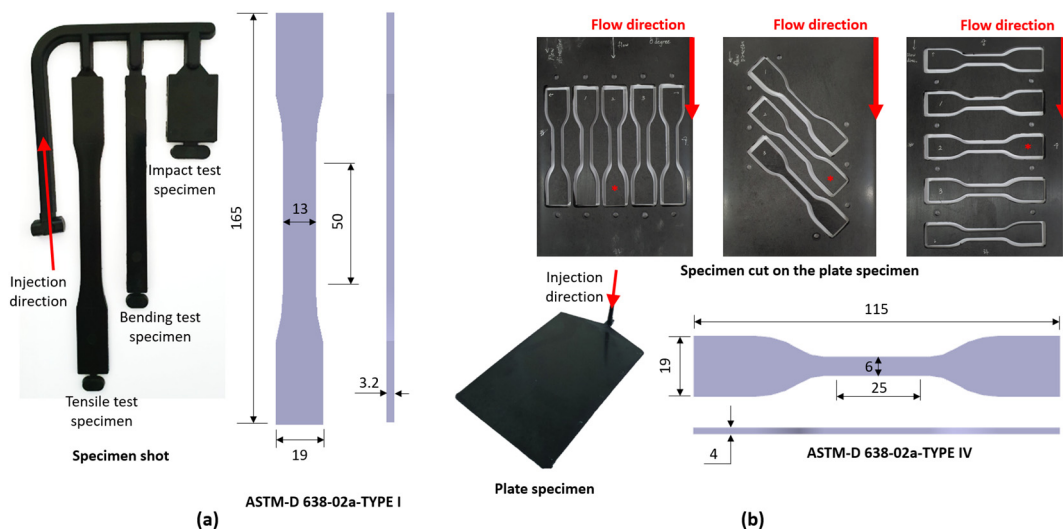 Impact test
specimen
Injection
direction
Bending test
specimen
Tensile test
specimen
Specimen shot
165
13
50
3.2
19
ASTM-D 638-02a-TYPE I
(a)
Flow direction
Flow direction
Flow direction
Specimen cut on the plate specimen
Injection
direction
Plate specimen
115
19
6
25
4
ASTM-D 638-02a-TYPE IV
(b)